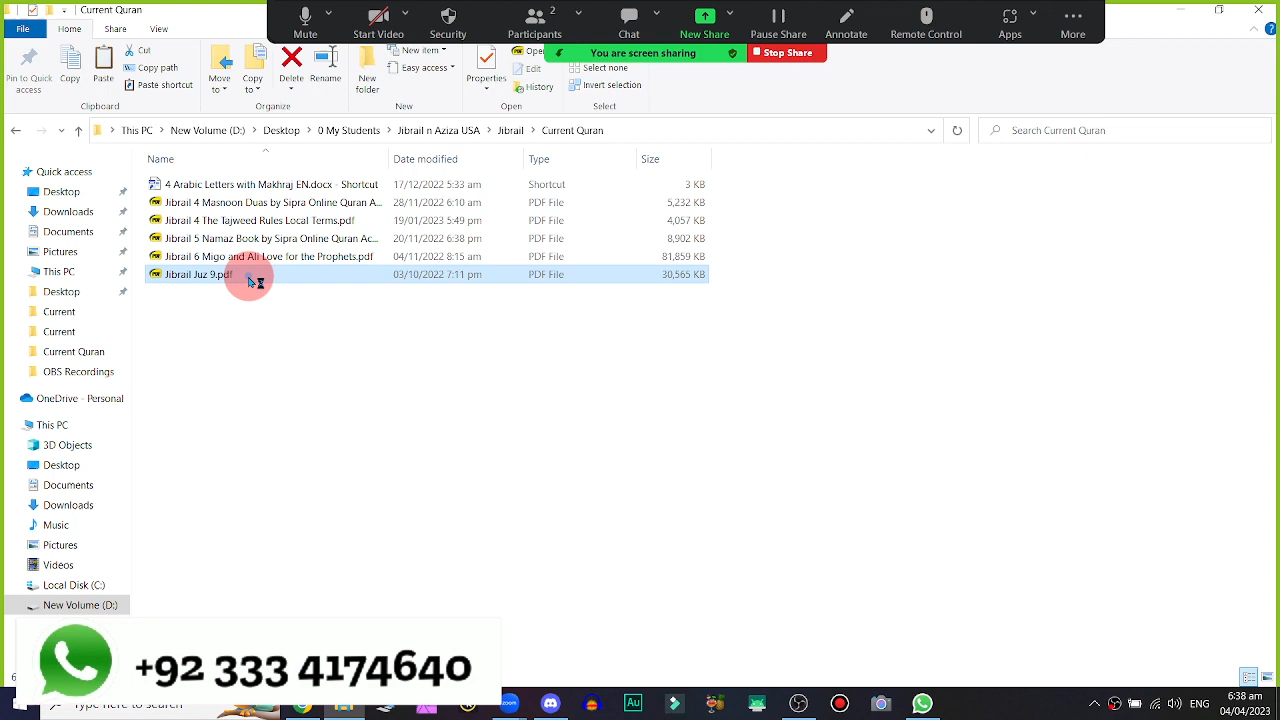 Current Quran
Mute
Start Video
Security
2
Participants
Chat
New Share
Pause Share
Annotate
Remote Control
Apps
More
You are screen sharing
Stop Share
File
Home
Share
View
Pin to Quick access
Copy
Paste
Cut
Copy path
Paste shortcut
Clipboard
Move to
Copy to
Delete
Rename
Organize
New folder
New item
Easy access
New
Properties
Edit
History
Open
Select none
Invert selection
Select
This PC > New Volume (D:) > Desktop > 0 My Students > Jibrail n Aziza USA > Jibrail > Current Quran
Search Current Quran
Name
Date modified
Type
Size
4 Arabic Letters with Makhraj EN.docx - Shortcut 17/12/2022 5:33 am Shortcut 3 KB
Jibrail 4 Masnoon Duas by Sipra Online Quran A... 28/11/2022 6:10 am PDF File 5,232 KB
Jibrail 4 The Tajweed Rules Local Terms.pdf 19/01/2023 5:49 pm PDF File 4,057 KB
Jibrail 5 Namaz Book by Sipra Online Quran Ac... 20/11/2022 6:38 pm PDF File 8,902 KB
Jibrail 6 Migo and Ali Love for the Prophets.pdf 04/11/2022 8:15 am PDF File 81,859 KB
Jibrail Juz 9.pdf 03/10/2022 7:11 pm PDF File 30,565 KB
Quick access
Desktop
Downloads
Documents
Pictures
This PC
Desktop
Current
Current
Current Quran
OBS Recordings
OneDrive - Personal
This PC
3D Objects
Desktop
Documents
Downloads
Music
Pictures
Videos
Local Disk (C:)
New Volume (D:)
+92 333 4174640
zoom
Au
ENG
6:38 am
04/04/2023